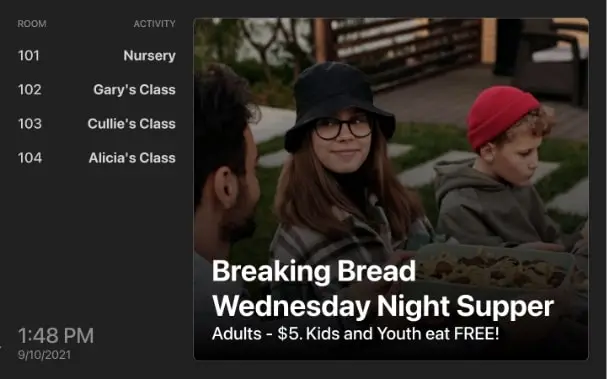 ROOM ACTIVITY
101 Nursery
102 Gary's Class
103 Cullie's Class
104 Alicia's Class
1:48 PM
9/10/2021
Breaking Bread
Wednesday Night Supper
Adults - $5. Kids and Youth eat FREE!